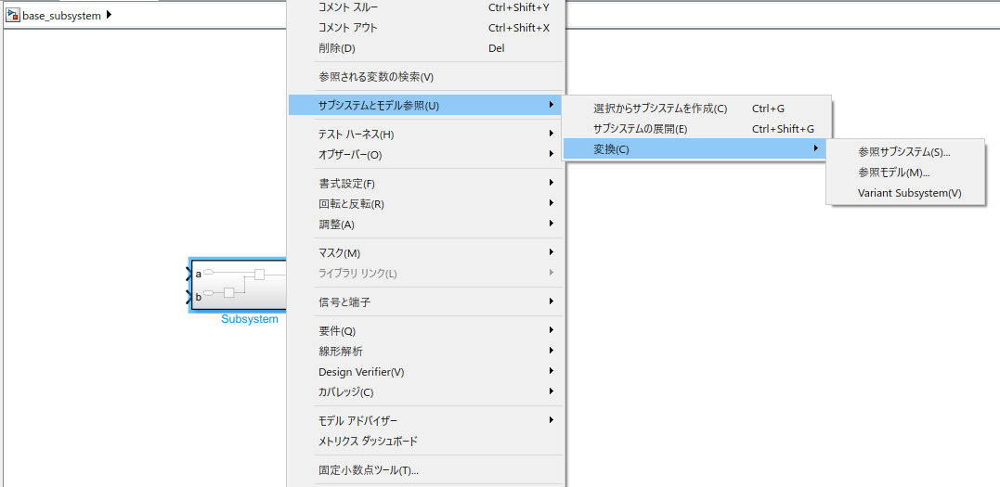 base_subsystem
コメント スルー Ctrl+Shift+Y
コメント アウト Ctrl+Shift+X
削除(D) Del
参照される変数の検索(V)
サブシステムとモデル参照(U)
テスト ハーネス(H)
オブザーバー(O)
書式設定(F)
回転と反転(R)
調整(A)
マスク(M)
ライブラリ リンク(L)
信号と端子
要件(Q)
線形解析
Design Verifier(V)
カバレッジ(C)
モデル アドバイザー
メトリクス ダッシュボード
固定小数点ツール(T)...
選択からサブシステムを作成(C) Ctrl+G
サブシステムの展開(E) Ctrl+Shift+G
変換(C)
参照サブシステム(S)...
参照モデル(M)...
Variant Subsystem(V)
a
b
Subsystem